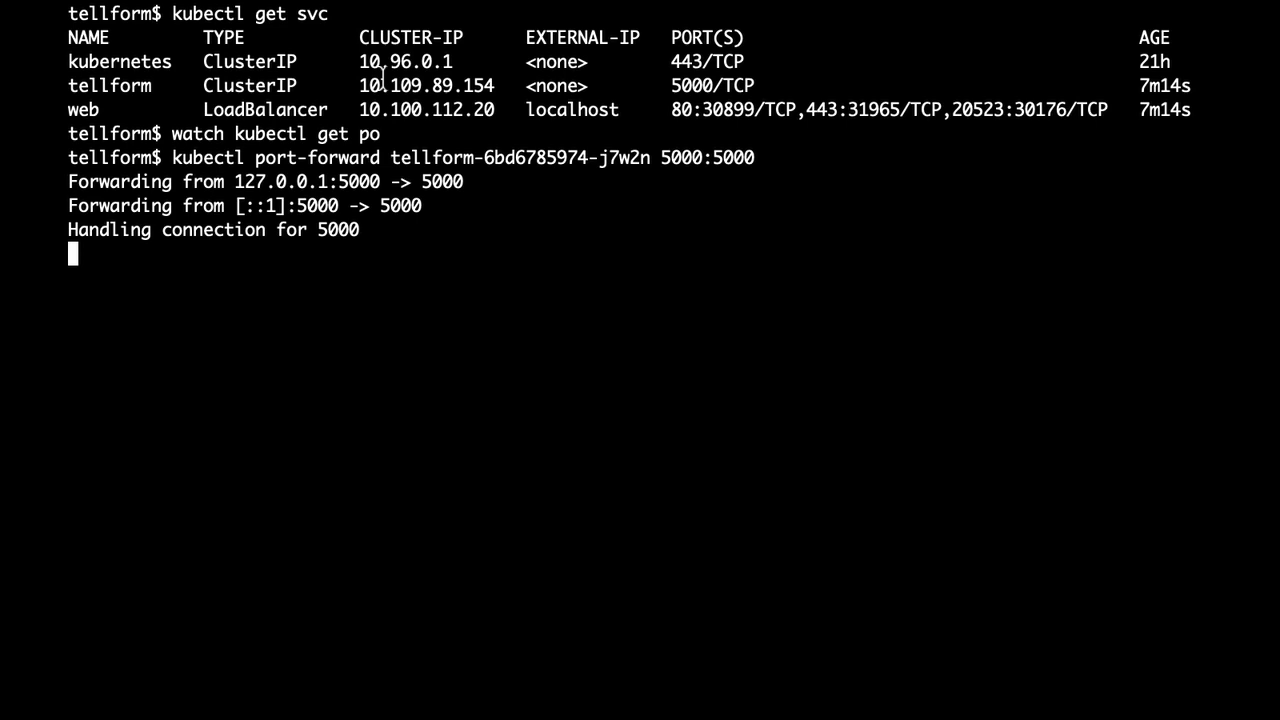 tellform$ kubectl get svc
NAME TYPE CLUSTER-IP EXTERNAL-IP PORT(S) AGE
kubernetes ClusterIP 10.96.0.1 <none> 443/TCP 21h
tellform ClusterIP 10.109.89.154 <none> 5000/TCP 7m14s
web LoadBalancer 10.100.112.20 localhost 80:30899/TCP,443:31965/TCP,20523:30176/TCP 7m14s
tellform$ watch kubectl get po
tellform$ kubectl port-forward tellform-6bd6785974-j7w2n 5000:5000
Forwarding from 127.0.0.1:5000 -> 5000
Forwarding from [::1]:5000 -> 5000
Handling connection for 5000